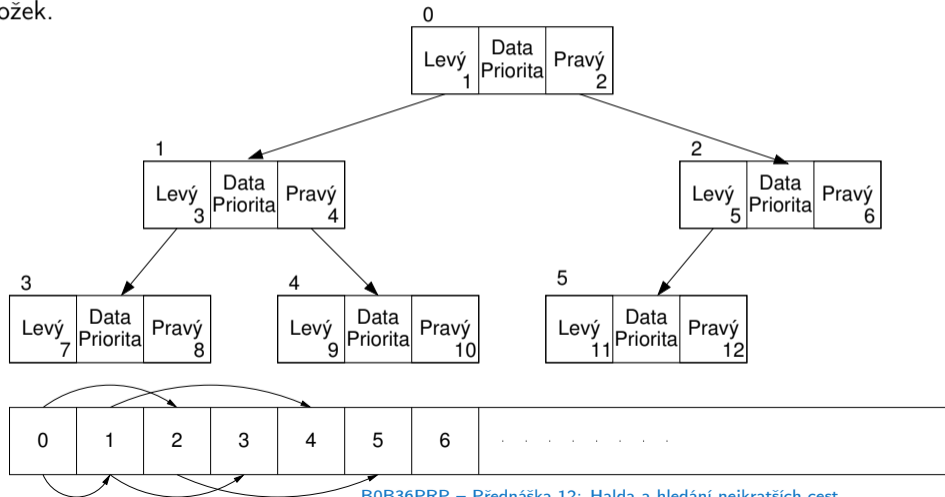 ožek.
0
Levý 1 Data Priorita Pravý 2
1 2
Levý 3 Data Priorita Pravý 4 Levý 5 Data Priorita Pravý 6
3 4 5
Levý 7 Data Priorita Pravý 8 Levý 9 Data Priorita Pravý 10 Levý 11 Data Priorita Pravý 12
0 1 2 3 4 5 6 . . . . . . . .
B0B36PRP – Přednáška 12: Halda a hledání nejkratších cest